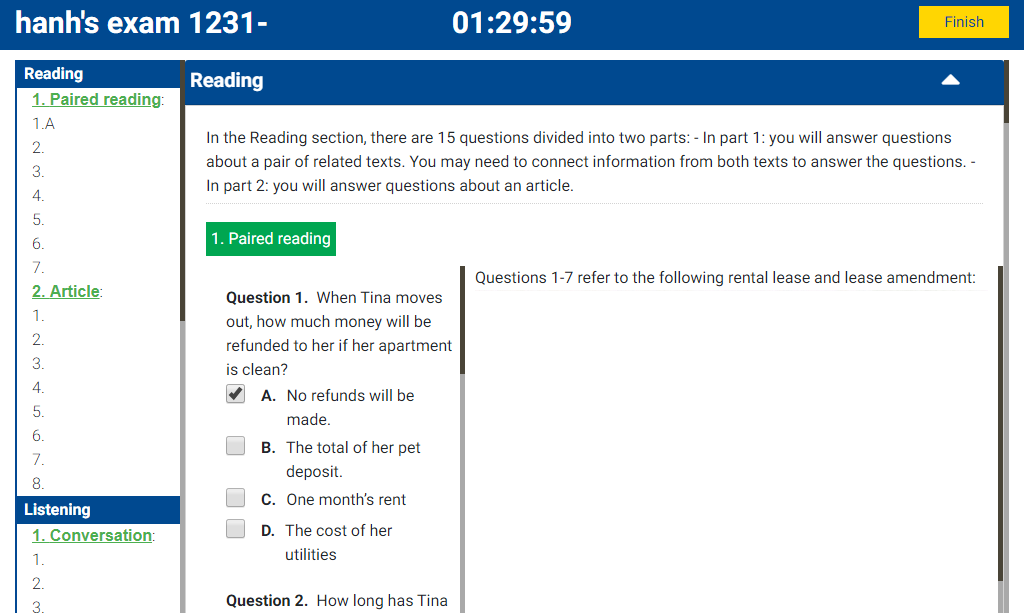 hanh's exam 1231-
01:29:59
Finish
Reading
1. Paired reading:
1.A
2.
3.
4.
5.
6.
7.
2. Article:
1.
2.
3.
4.
5.
6.
7.
8.
Listening
1. Conversation:
1.
2.
3.
Reading
In the Reading section, there are 15 questions divided into two parts: - In part 1: you will answer questions
about a pair of related texts. You may need to connect information from both texts to answer the questions. -
In part 2: you will answer questions about an article.
1. Paired reading
Question 1. When Tina moves
out, how much money will be
refunded to her if her apartment
is clean?
A. No refunds will be
made.
B. The total of her pet
deposit.
C. One month's rent
D. The cost of her
utilities
Question 2. How long has Tina
Questions 1-7 refer to the following rental lease and lease amendment: